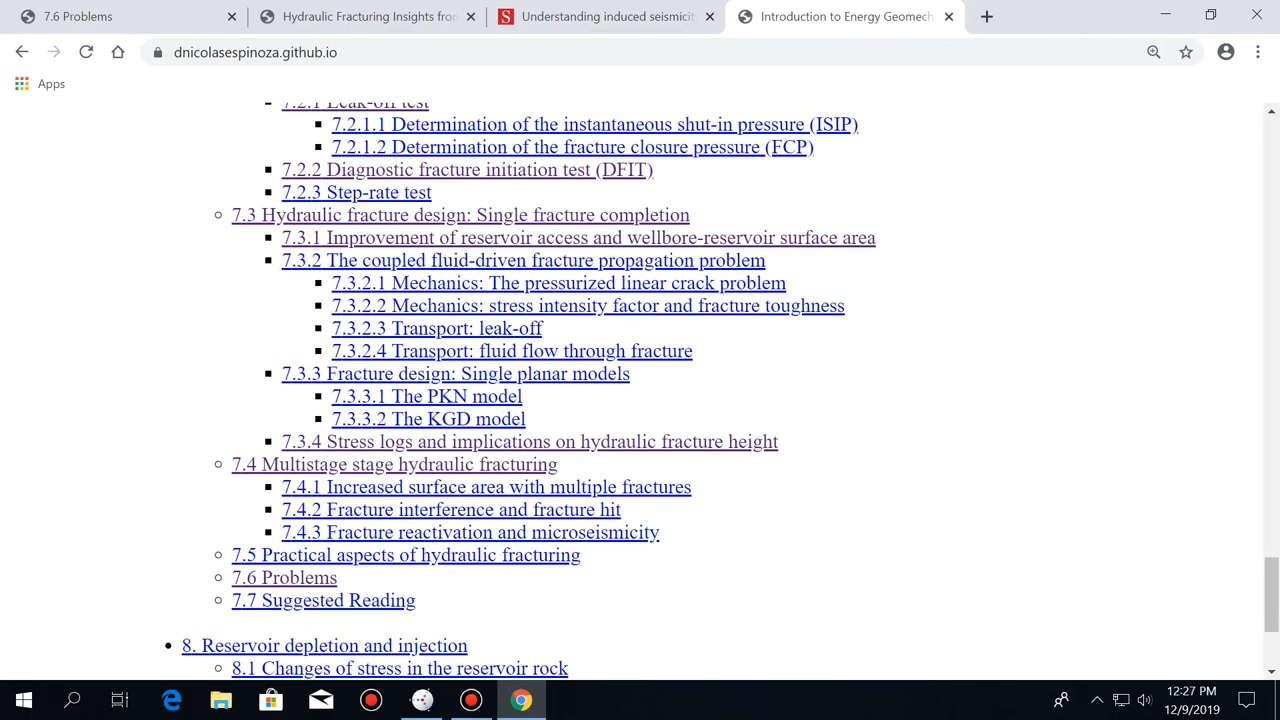 7.6 Problems
Hydraulic Fracturing Insights from
Understanding induced seismicit
Introduction to Energy Geomech
dnicolasespinoza.github.io
Apps
7.2.1 Leak-off test
7.2.1.1 Determination of the instantaneous shut-in pressure (ISIP)
7.2.1.2 Determination of the fracture closure pressure (FCP)
7.2.2 Diagnostic fracture initiation test (DFIT)
7.2.3 Step-rate test
7.3 Hydraulic fracture design: Single fracture completion
7.3.1 Improvement of reservoir access and wellbore-reservoir surface area
7.3.2 The coupled fluid-driven fracture propagation problem
7.3.2.1 Mechanics: The pressurized linear crack problem
7.3.2.2 Mechanics: stress intensity factor and fracture toughness
7.3.2.3 Transport: leak-off
7.3.2.4 Transport: fluid flow through fracture
7.3.3 Fracture design: Single planar models
7.3.3.1 The PKN model
7.3.3.2 The KGD model
7.3.4 Stress logs and implications on hydraulic fracture height
7.4 Multistage stage hydraulic fracturing
7.4.1 Increased surface area with multiple fractures
7.4.2 Fracture interference and fracture hit
7.4.3 Fracture reactivation and microseismicity
7.5 Practical aspects of hydraulic fracturing
7.6 Problems
7.7 Suggested Reading
8. Reservoir depletion and injection
8.1 Changes of stress in the reservoir rock
12:27 PM
12/9/2019